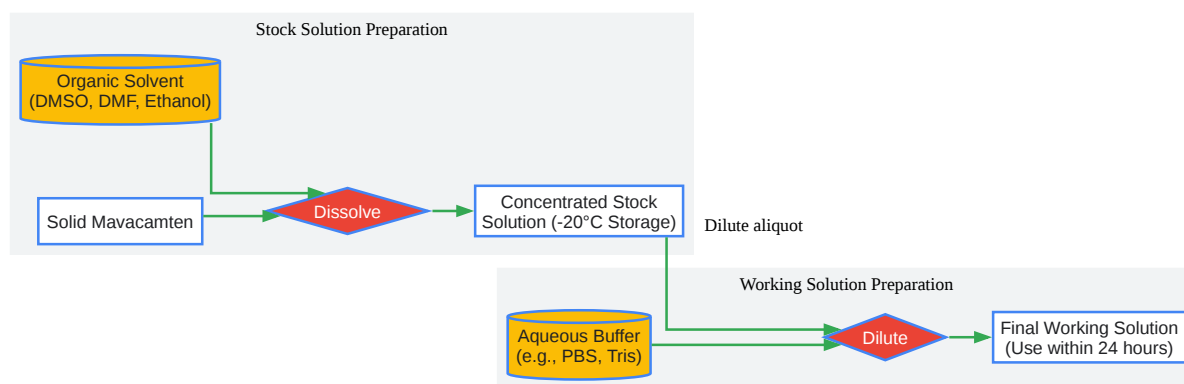 Stock Solution Preparation
Organic Solvent
(DMSO, DMF, Ethanol)
Solid Mavacamten
Dissolve
Concentrated Stock
Solution (-20°C Storage)
Dilute aliquot
Working Solution Preparation
Aqueous Buffer
(e.g., PBS, Tris)
Dilute
Final Working Solution
(Use within 24 hours)